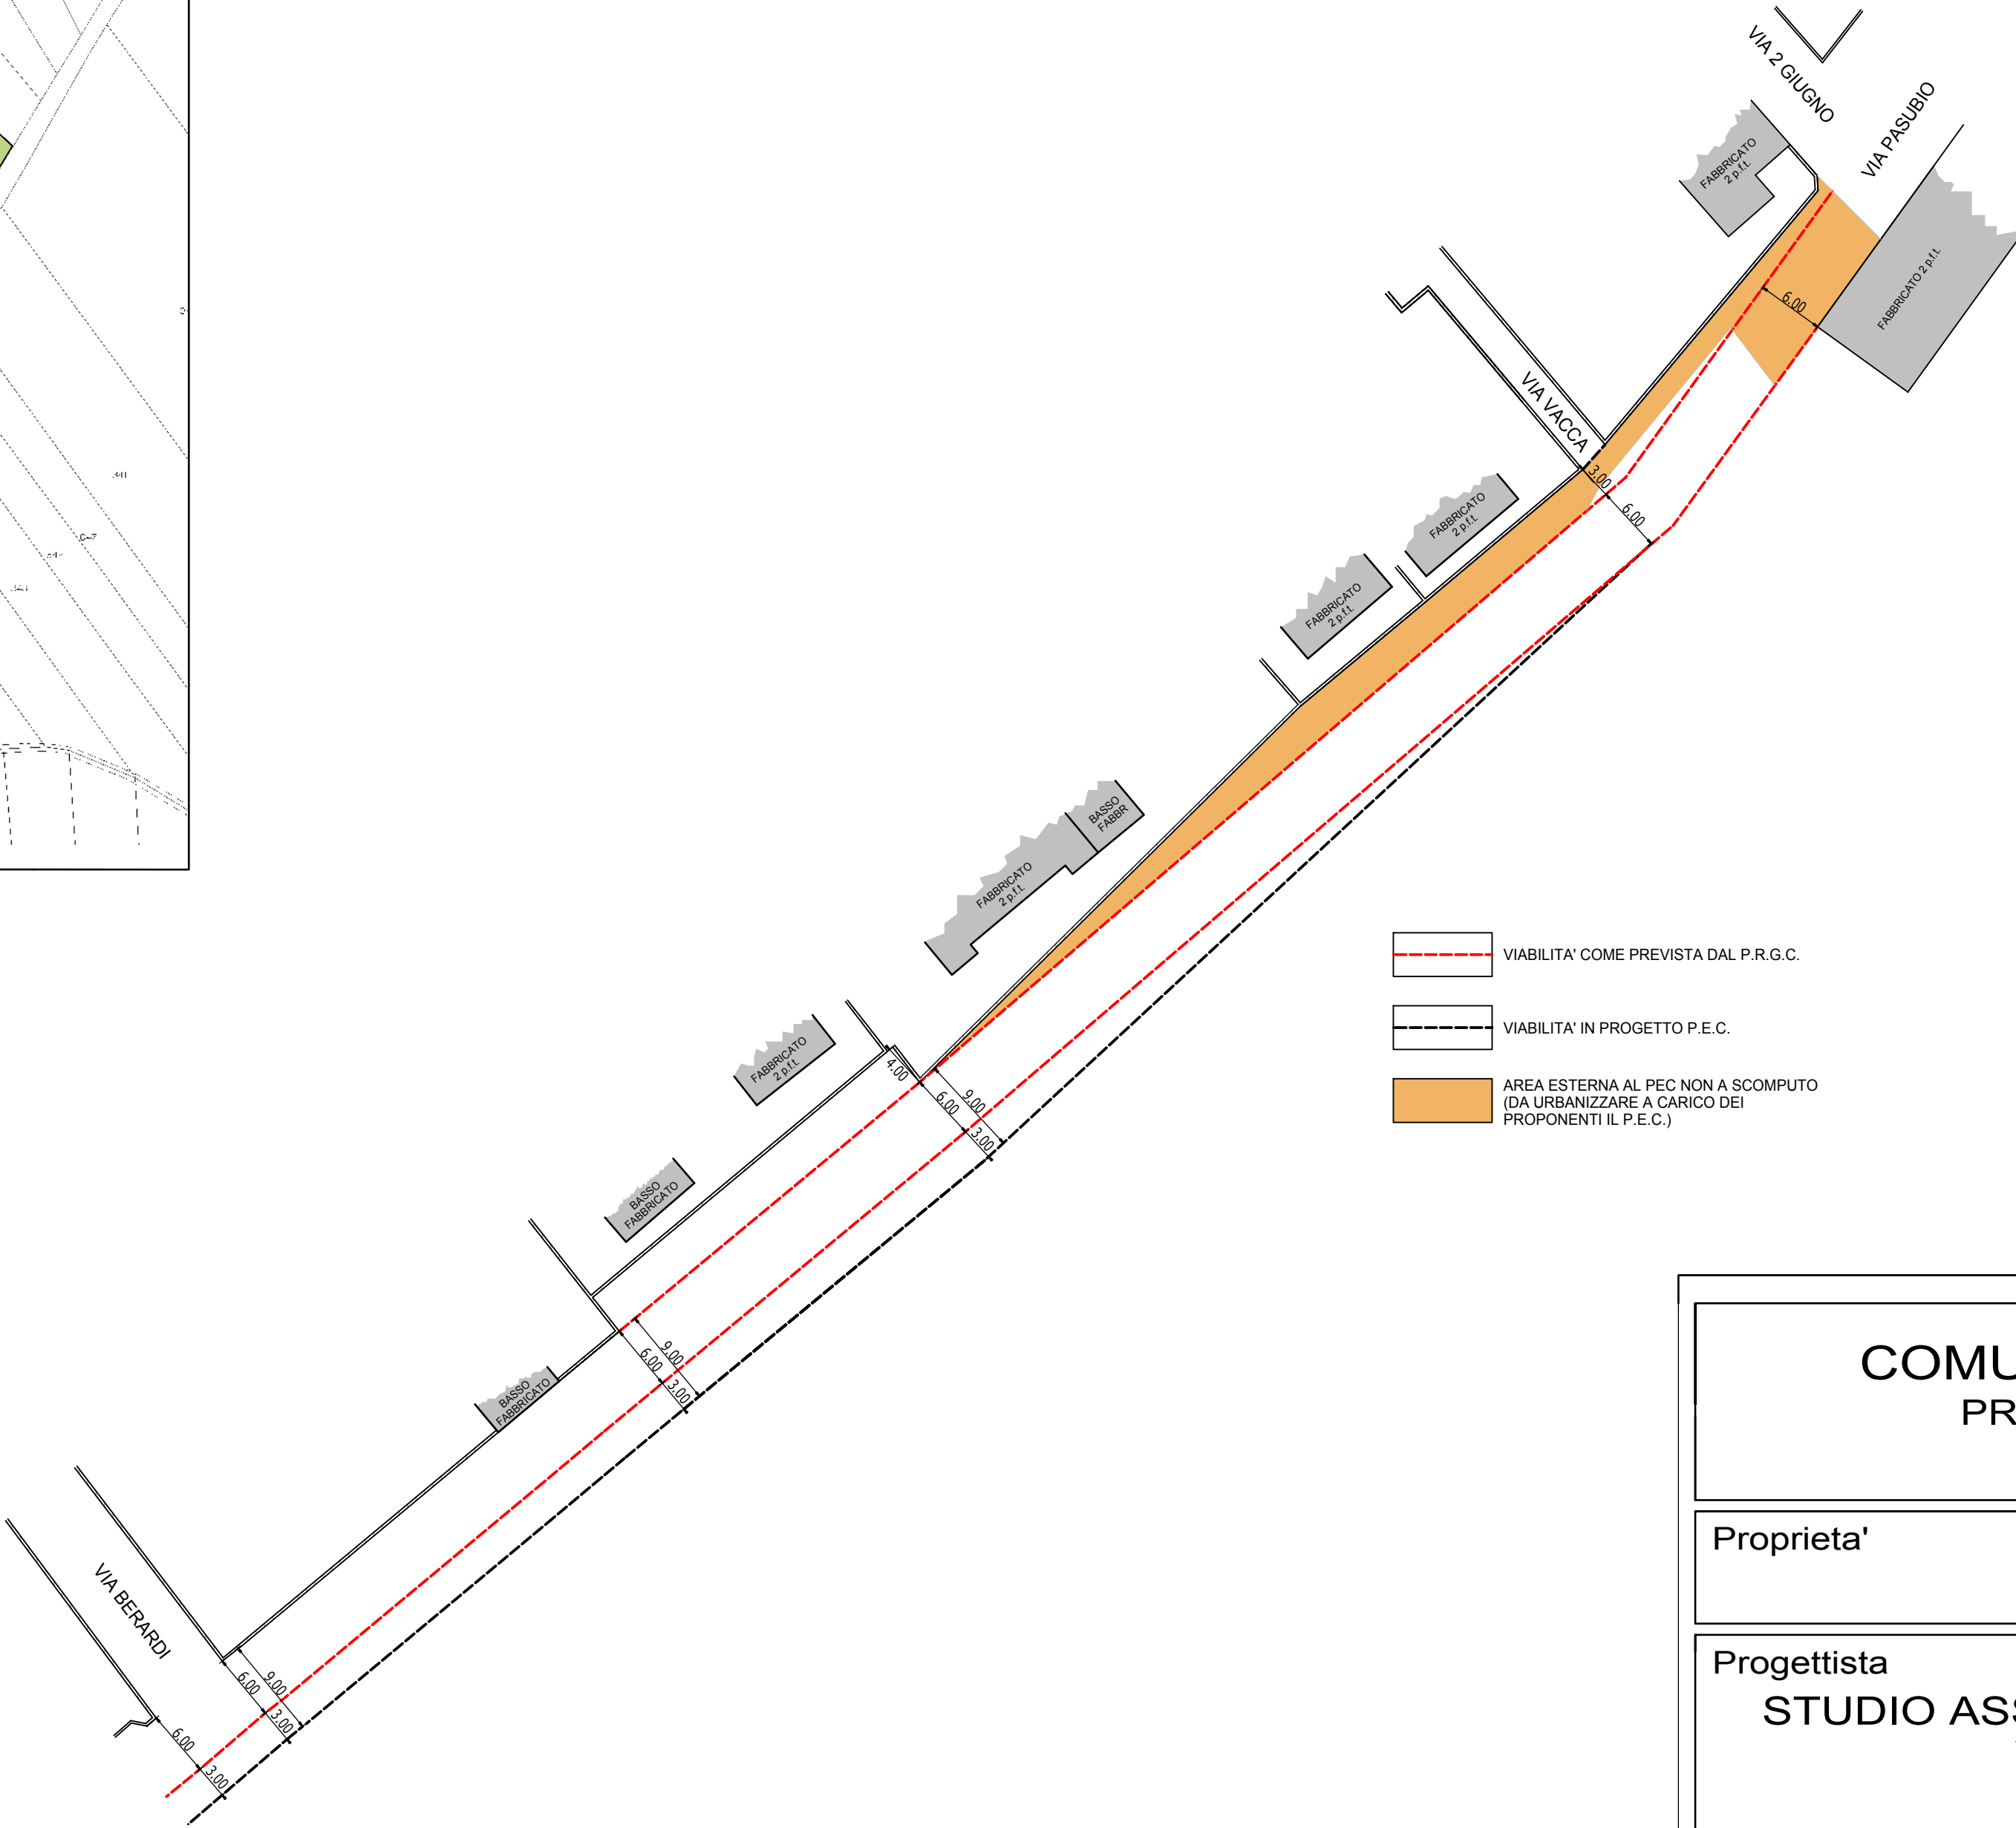 VIA 2 GIUGNO
VIA PASUBIO
FABBRICATO
2 p.f.t.
FABBRICATO 2 p.f.t.
6.00
VIA VACCA
3.00
6.00
FABBRICATO
2 p.f.t.
FABBRICATO
2 p.f.t.
BASSO
FABBR
FABBRICATO
2 p.f.t.
VIABILITA' COME PREVISTA DAL P.R.G.C.
VIABILITA' IN PROGETTO P.E.C.
AREA ESTERNA AL PEC NON A SCOMPUTO
(DA URBANIZZARE A CARICO DEI
PROPONENTI IL P.E.C.)
FABBRICATO
2 p.f.t.
4.00
9.00
6.00
3.00
BASSO
FABBRICATO
9.00
6.00
3.00
BASSO
FABBRICATO
VIA BERARDI
9.00
6.00
3.00
6.00
3.00
COMU
PR
Proprieta'
Progettista
STUDIO ASS